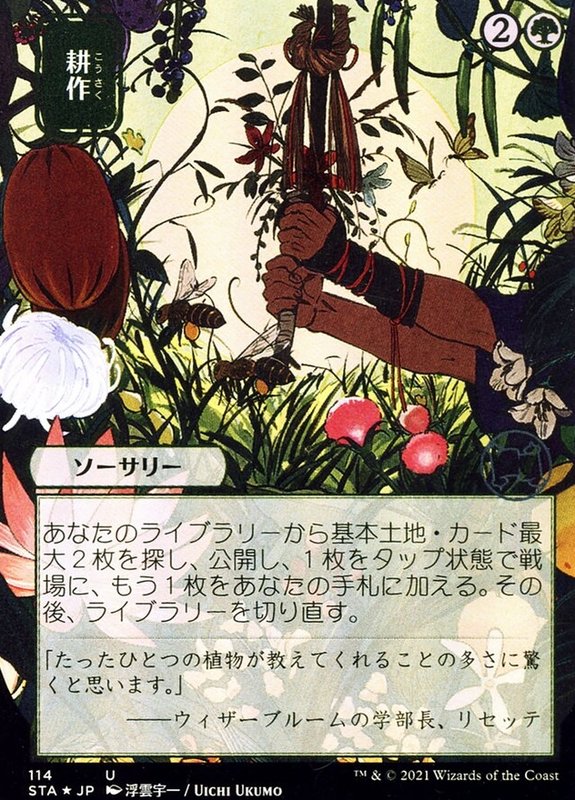 耕作
こうさく
2
ソーサリー
あなたのライブラリーから基本土地・カード最
大２枚を探し、公開し、１枚をタップ状態で戦
場に、もう１枚をあなたの手札に加える。その
後、ライブラリーを切り直す。
「たったひとつの植物が教えてくれることの多さに驚
くと思います。」
――ウィザーブルームの学部長、リセッテ
114 U
STA ★ JP 浮雲宇一 / UICHI UKUMO
™ & © 2021 Wizards of the Coast